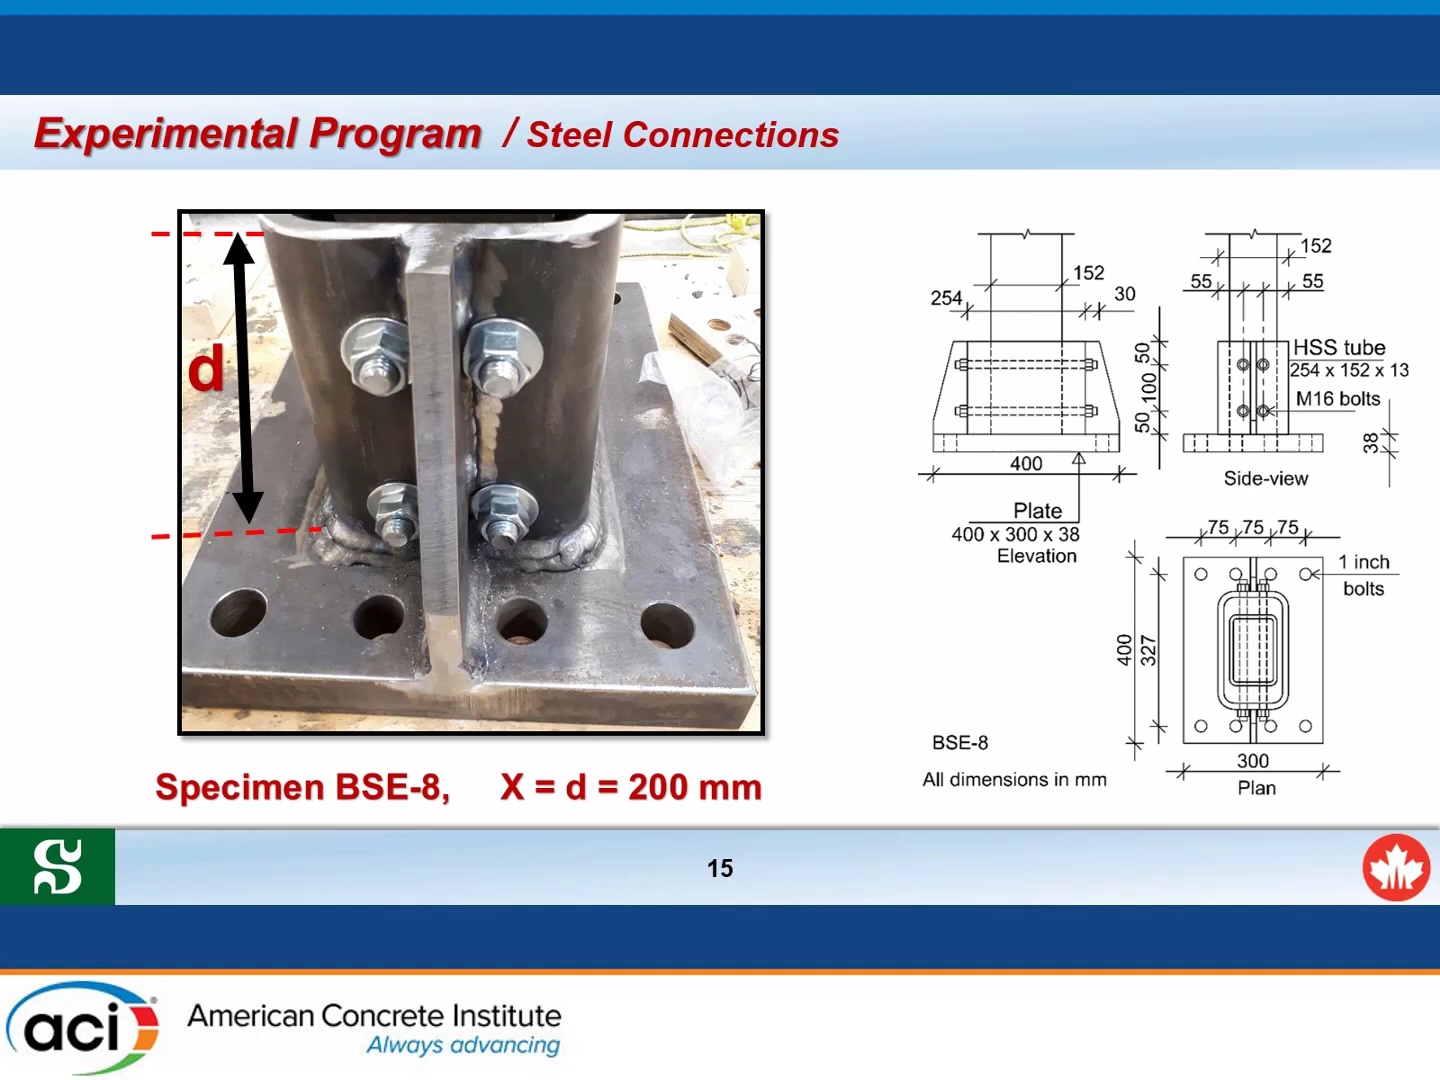 Experimental Program / Steel Connections
d
152
254
30
50
100
50
400
Plate
400 x 300 x 38
Elevation
152
55
55
HSS tube
254 x 152 x 13
M16 bolts
38
Side-view
75
75
75
1 inch
bolts
400
327
300
Plan
BSE-8
All dimensions in mm
Specimen BSE-8, X = d = 200 mm
15
aci
®
American Concrete Institute
Always advancing